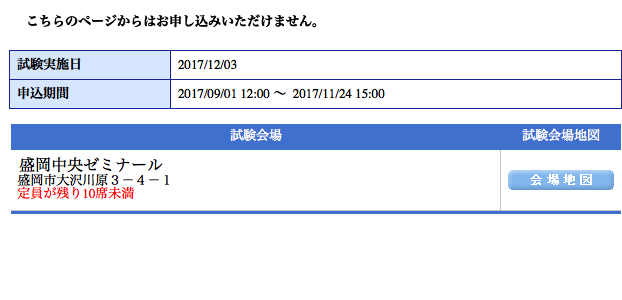 こちらのページからはお申し込みいただけません。
試験実施日 2017/12/03
申込期間 2017/09/01 12:00 ～ 2017/11/24 15:00
試験会場 試験会場地図
盛岡中央ゼミナール
盛岡市大沢川原３－４－１
定員が残り10席未満
会場地図